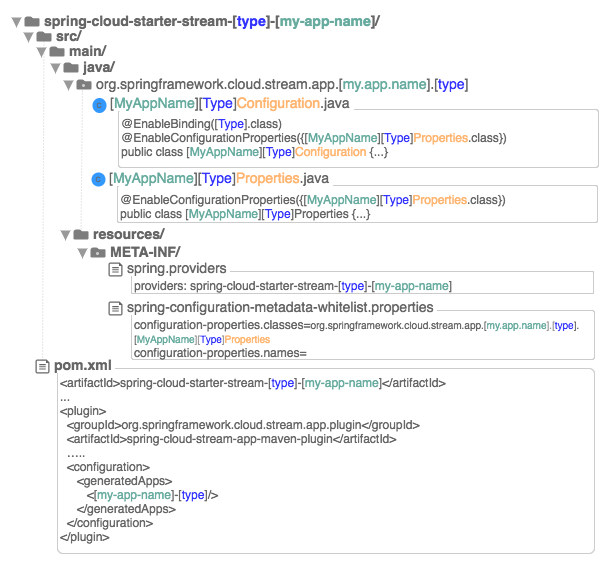 spring-cloud-starter-stream-[type]-[my-app-name]/
src/
main/
java/
org.springframework.cloud.stream.app.[my.app.name].[type]
[MyAppName][Type]Configuration.java
@EnableBinding([Type].class)
@EnableConfigurationProperties({[MyAppName][Type]Properties.class})
public class [MyAppName][Type]Configuration {...}
[MyAppName][Type]Properties.java
@EnableConfigurationProperties({[MyAppName][Type]Properties.class})
public class [MyAppName][Type]Properties {...}
resources/
META-INF/
spring.providers
providers: spring-cloud-starter-stream-[type]-[my-app-name]
spring-configuration-metadata-whitelist.properties
configuration-properties.classes=org.springframework.cloud.stream.app.[my.app.name].[type].
[MyAppName][Type]Properties
configuration-properties.names=
pom.xml
<artifactId>spring-cloud-starter-stream-[type]-[my-app-name]</artifactId>
...
<plugin>
<groupId>org.springframework.cloud.stream.app.plugin</groupId>
<artifactId>spring-cloud-stream-app-maven-plugin</artifactId>
.....
<configuration>
<generatedApps>
<[my-app-name]-[type]/>
</generatedApps>
</configuration>
</plugin>